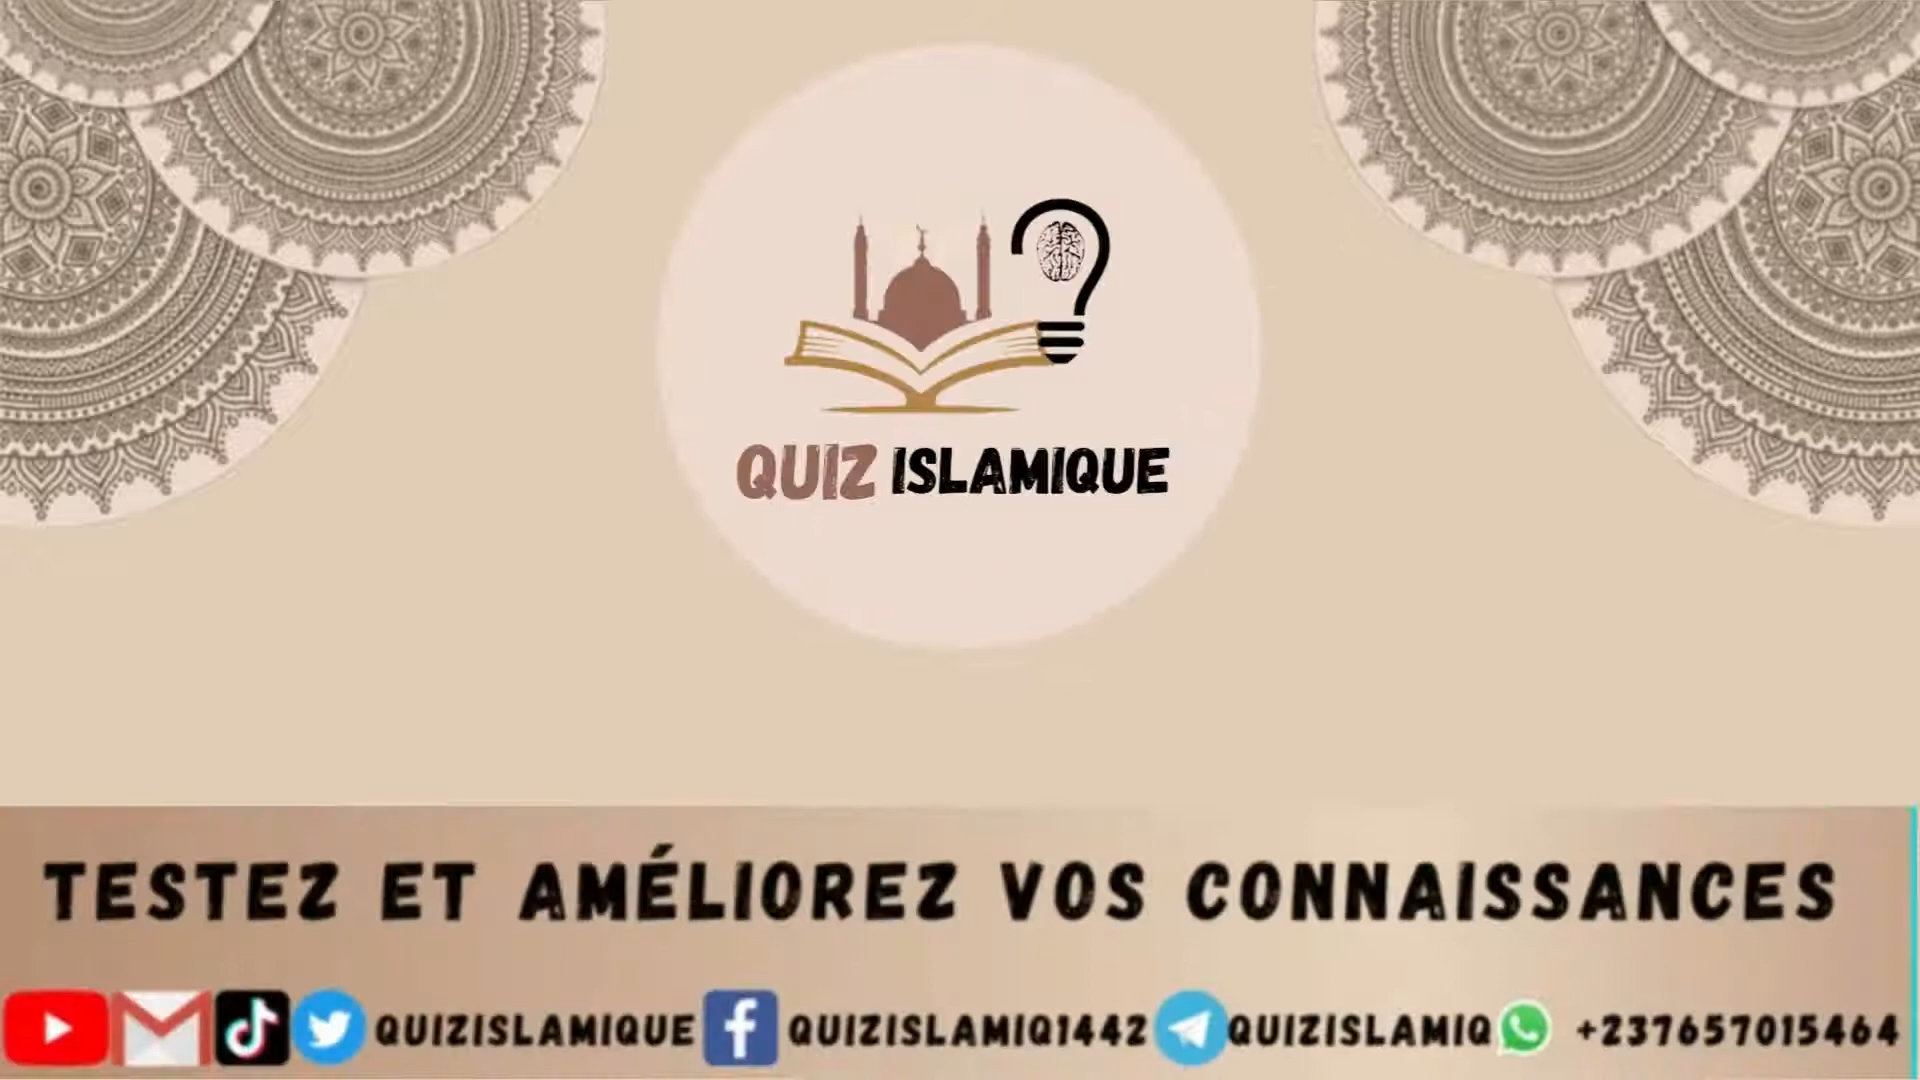 QUIZ ISLAMIQUE
TESTEZ ET AMÉLIOREZ VOS CONNAISSANCES
QUIZISLAMIQUE QUIZISLAMIQ1442 QUIZISLAMIQ +237657015464